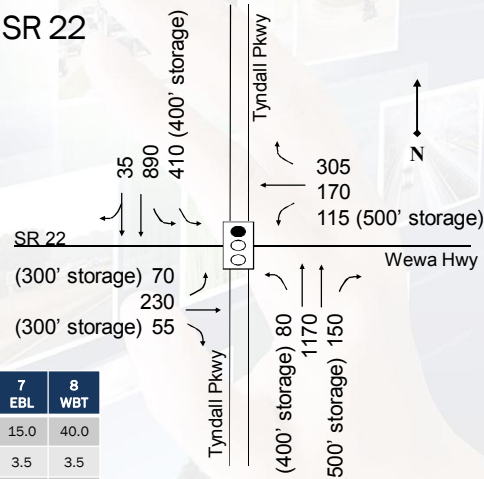 SR 22
Tyndall Pkwy
35
890
410 (400' storage)
305
170
115 (500' storage)
N
SR 22
Wewa Hwy
(300' storage) 70
230
(300' storage) 55
Tyndall Pkwy
(400' storage) 80
1170
500' storage) 150
7 8
EBL WBT
15.0 40.0
3.5 3.5